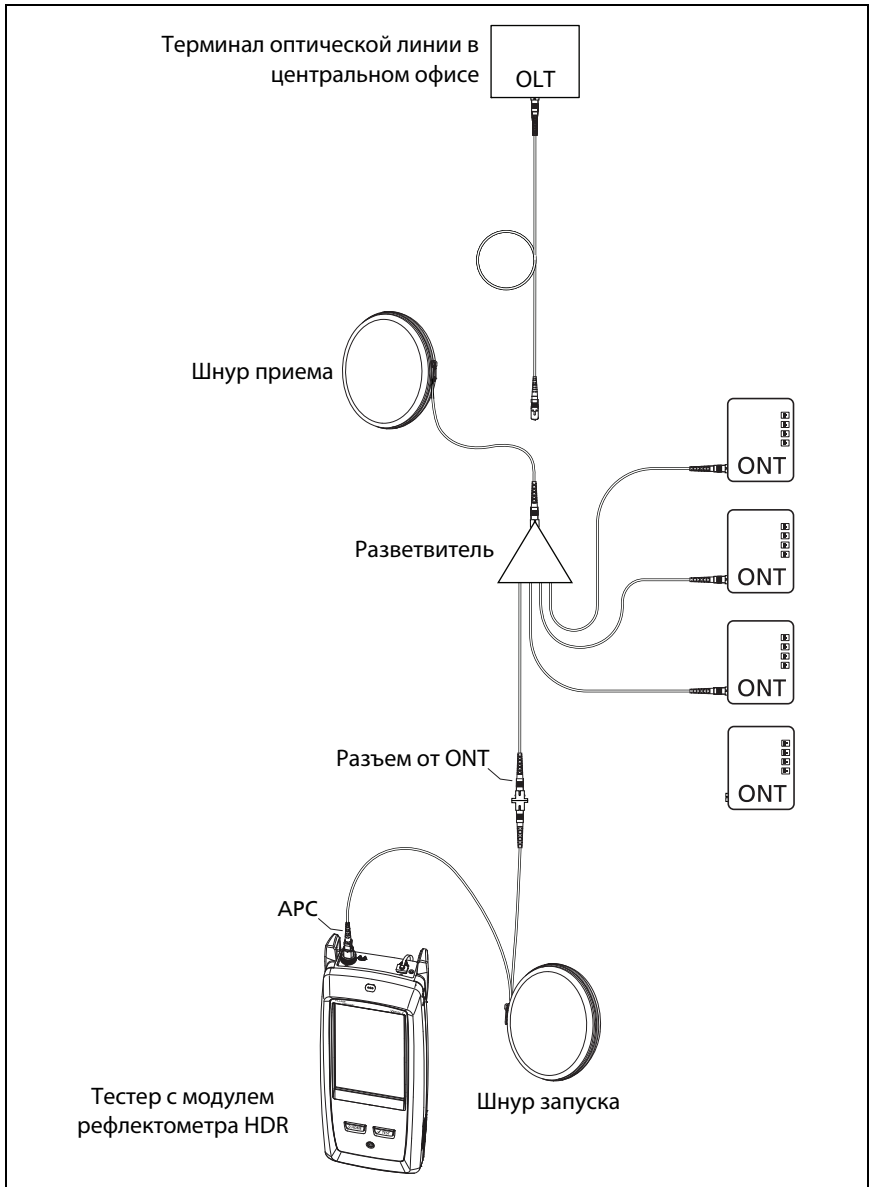 Терминал оптической линии в
центральном офисе
OLT
Шнур приема
ONT
Разветвитель
ONT
ONT
Разъем от ONT
ONT
APC
Тестер с модулем
рефлектометра HDR
Шнур запуска